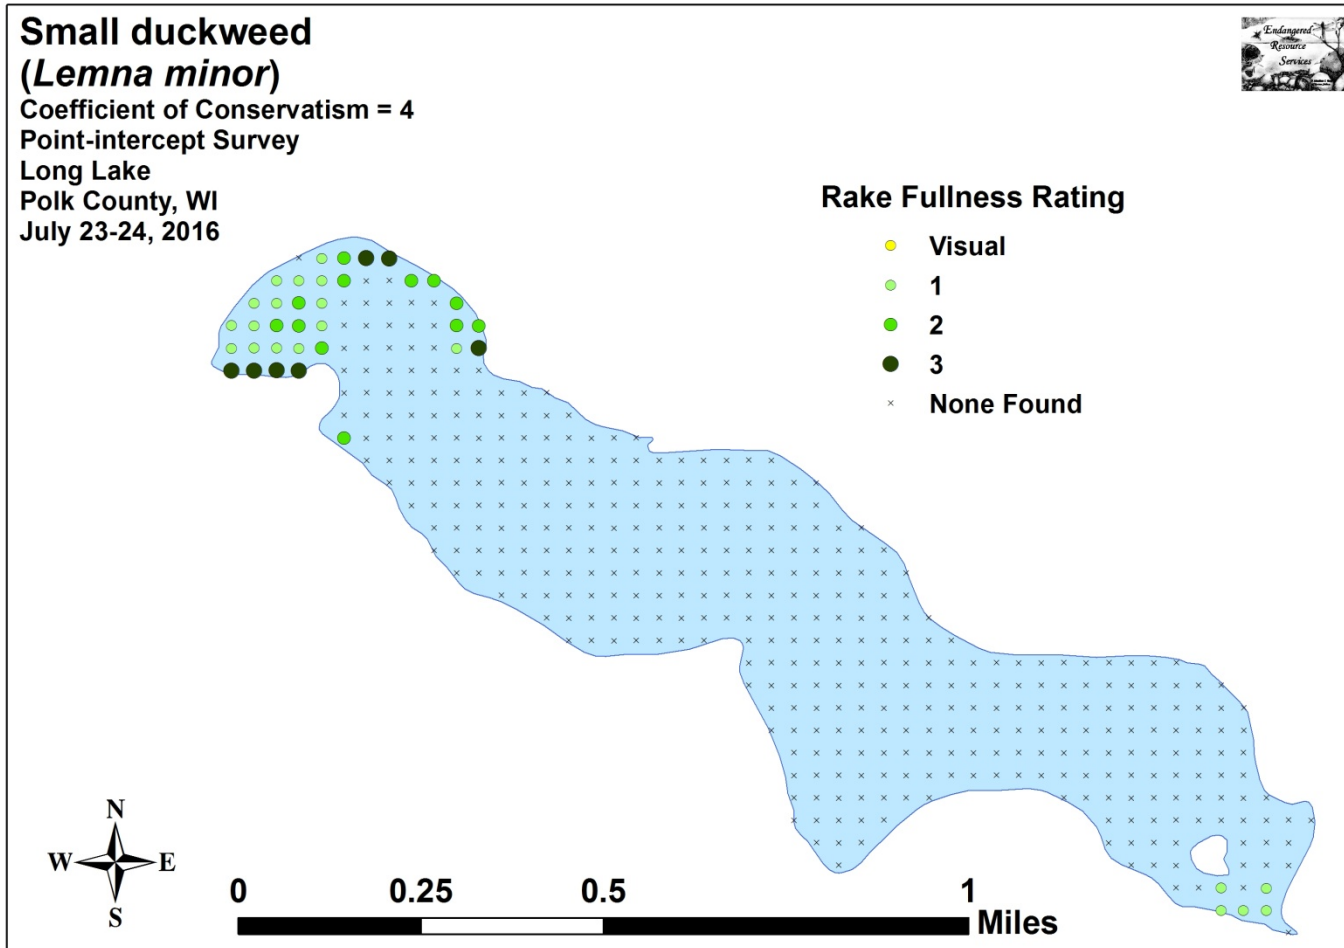 Small duckweed
(Lemna minor)
Coefficient of Conservatism = 4
Point-intercept Survey
Long Lake
Polk County, WI
July 23-24, 2016
Endangered
Resource
Services
Rake Fullness Rating
Visual
1
2
3
None Found
N
W E
S
0 0.25 0.5 1
Miles